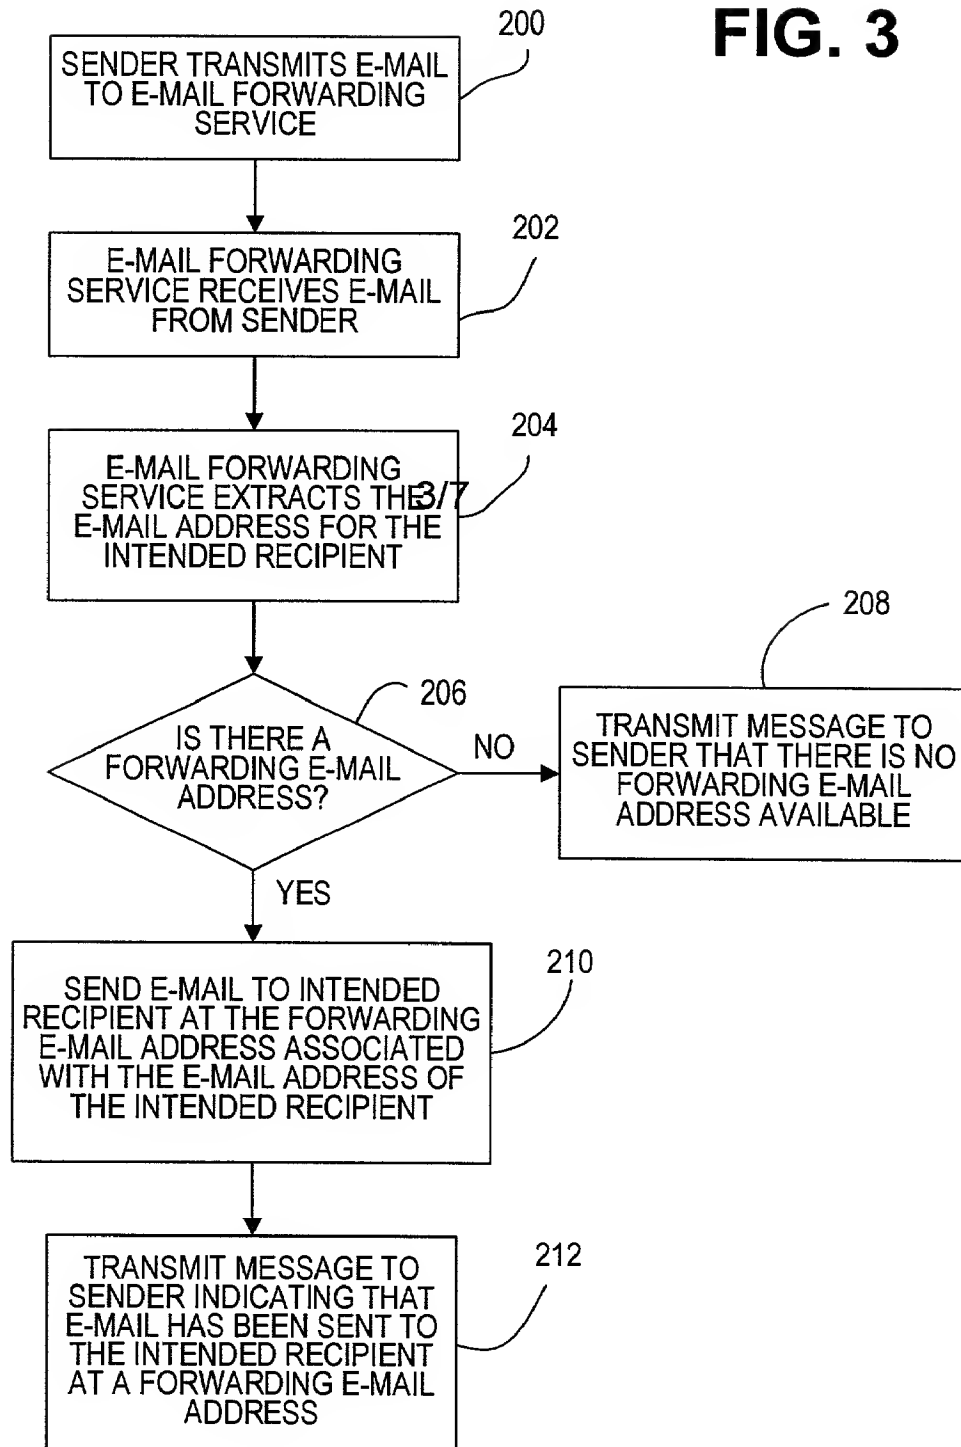 FIG. 3
200
SENDER TRANSMITS E-MAIL
TO E-MAIL FORWARDING
SERVICE
202
E-MAIL FORWARDING
SERVICE RECEIVES E-MAIL
FROM SENDER
204
E-MAIL FORWARDING
SERVICE EXTRACTS THE
3/7
E-MAIL ADDRESS FOR THE
INTENDED RECIPIENT
206
IS THERE A
FORWARDING E-MAIL
ADDRESS?
NO
208
TRANSMIT MESSAGE TO
SENDER THAT THERE IS NO
FORWARDING E-MAIL
ADDRESS AVAILABLE
YES
210
SEND E-MAIL TO INTENDED
RECIPIENT AT THE FORWARDING
E-MAIL ADDRESS ASSOCIATED
WITH THE E-MAIL ADDRESS OF
THE INTENDED RECIPIENT
212
TRANSMIT MESSAGE TO
SENDER INDICATING THAT
E-MAIL HAS BEEN SENT TO
THE INTENDED RECIPIENT
AT A FORWARDING E-MAIL
ADDRESS